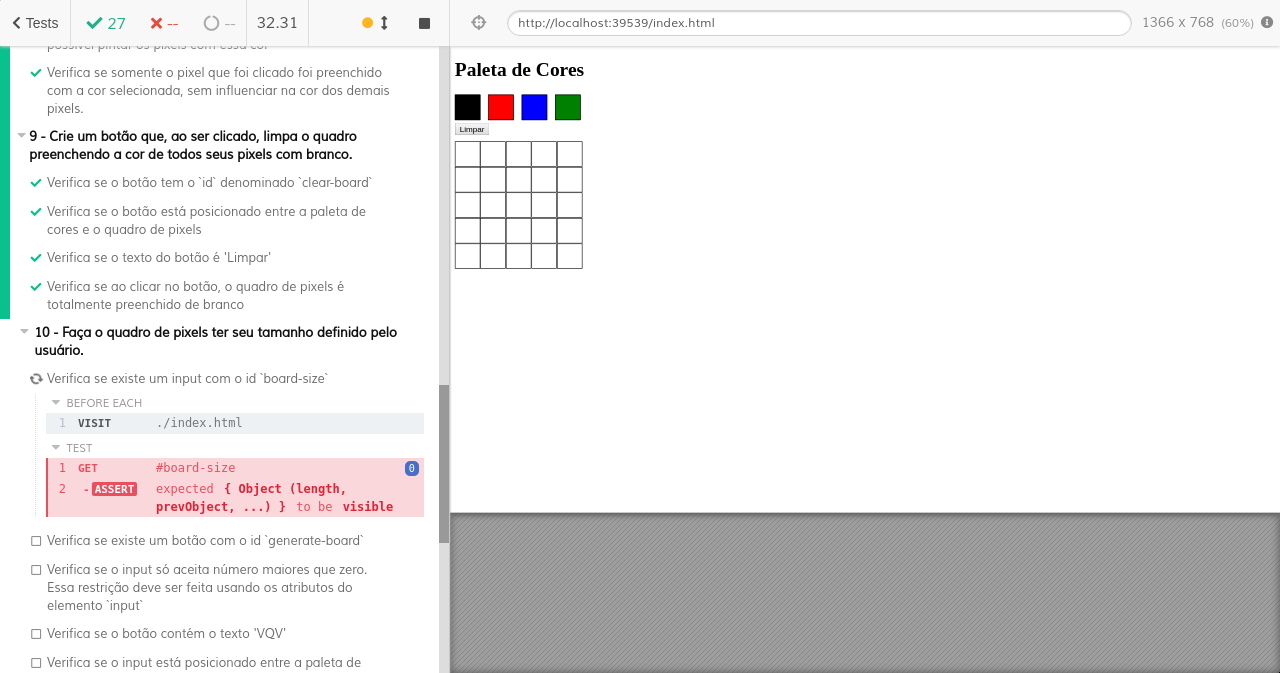 Tests
27
--
--
32.31
http://localhost:39539/index.html
1366 x 768 (60%)
possível pintar os pixels com essa cor
Verifica se somente o pixel que foi clicado foi preenchido
com a cor selecionada, sem influenciar na cor dos demais
pixels.
9 - Crie um botão que, ao ser clicado, limpa o quadro
preenchendo a cor de todos seus pixels com branco.
Verifica se o botão tem o `id` denominado `clear-board`
Verifica se o botão está posicionado entre a paleta de
cores e o quadro de pixels
Verifica se o texto do botão é 'Limpar'
Verifica se ao clicar no botão, o quadro de pixels é
totalmente preenchido de branco
10 - Faça o quadro de pixels ter seu tamanho definido pelo
usuário.
Verifica se existe um input com o id `board-size`
BEFORE EACH
1 VISIT ./index.html
TEST
1 GET #board-size 0
2 -ASSERT expected { Object (length,
prevObject, ...) } to be visible
Verifica se existe um botão com o id `generate-board`
Verifica se o input só aceita número maiores que zero.
Essa restrição deve ser feita usando os atributos do
elemento `input`
Verifica se o botão contém o texto 'VQV'
Verifica se o input está posicionado entre a paleta de
Paleta de Cores
Limpar